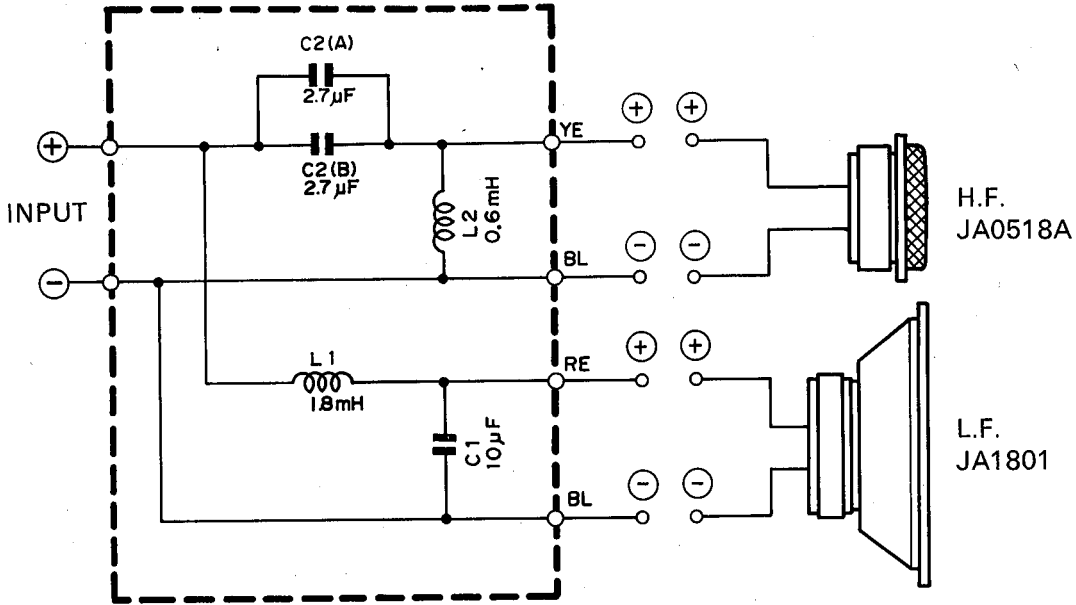 C2(A)
2.7µF
C2(B)
2.7µF
INPUT
+
−
L2
0.6mH
YE
BL
+
+
−
−
H.F.
JA0518A
L1
1.8mH
C1
10µF
RE
BL
+
+
−
−
L.F.
JA1801